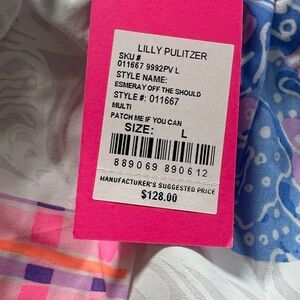 LILLY PULITZER
SKU #
011667 9992PV L
STYLE NAME:
ESMERAY OFF THE SHOULD
STYLE #: 011667
MULTI
PATCH ME IF YOU CAN
SIZE: L
889069 890612
MANUFACTURER'S SUGGESTED PRICE
$128.00